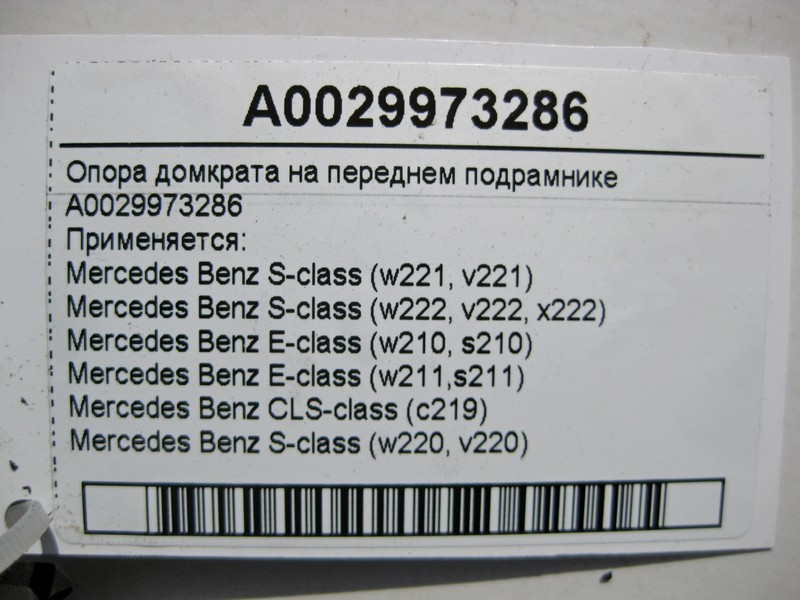 A0029973286
Опора домкрата на переднем подрамнике
A0029973286
Применяется:
Mercedes Benz S-class (w221, v221)
Mercedes Benz S-class (w222, v222, x222)
Mercedes Benz E-class (w210, s210)
Mercedes Benz E-class (w211,s211)
Mercedes Benz CLS-class (c219)
Mercedes Benz S-class (w220, v220)